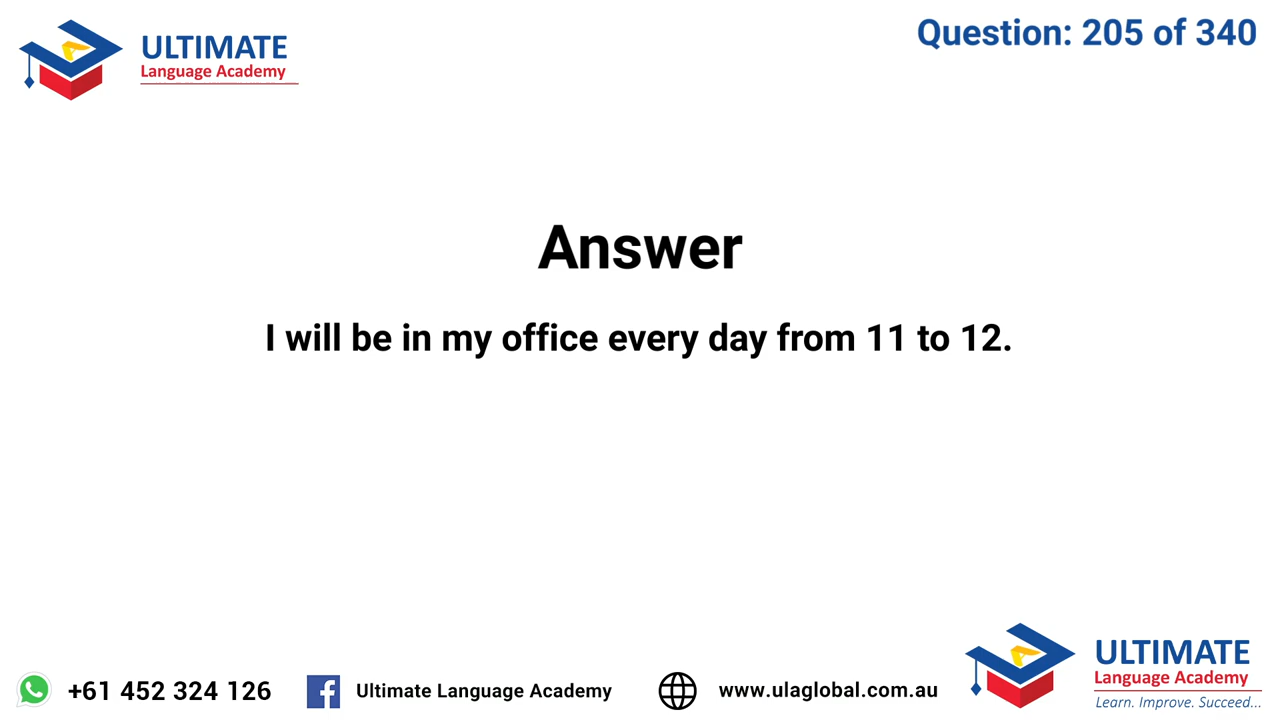 ULTIMATE
Language Academy
Question: 205 of 340
Answer
I will be in my office every day from 11 to 12.
+61 452 324 126
Ultimate Language Academy
www.ulaglobal.com.au
ULTIMATE
Language Academy
Learn. Improve. Succeed...